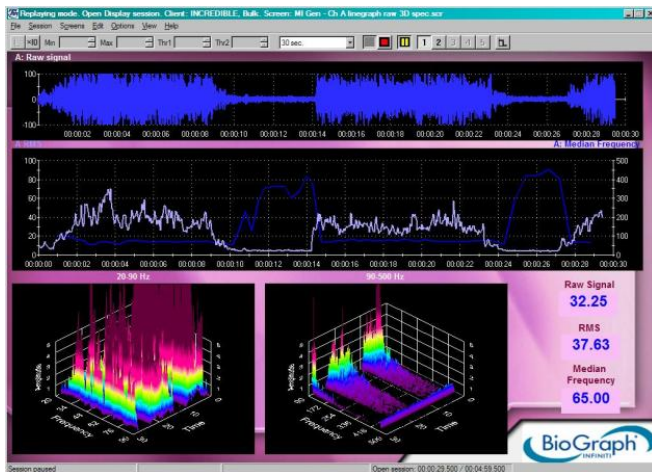 Replaying mode. Open Display session. Client: INCREDIBLE, Bulk. Screen: MI Gen - Ch A linegraph raw 3D spec.scr
File Session Screens Edit Options View Help
Min Max Thr1 Thr2 30 sec. 1 2 3 4 5
A: Raw signal
100
0
-100
00:00:02 00:00:04 00:00:06 00:00:08 00:00:10 00:00:12 00:00:14 00:00:16 00:00:18 00:00:20 00:00:22 00:00:24 00:00:26 00:00:28 00:00:30
A: RMS A: Median Frequency
100 500
80 400
60 300
40 200
20 100
0 0
00:00:00 00:00:02 00:00:04 00:00:06 00:00:08 00:00:10 00:00:12 00:00:14 00:00:16 00:00:18 00:00:20 00:00:22 00:00:24 00:00:26 00:00:28 00:00:30
20-90 Hz 90-500 Hz
Frequency Time
Frequency Time
Raw Signal
32.25
RMS
37.63
Median
Frequency
65.00
BioGraph
INFINITI
Session paused Open session: 00:00:29.500 / 00:04:59.500